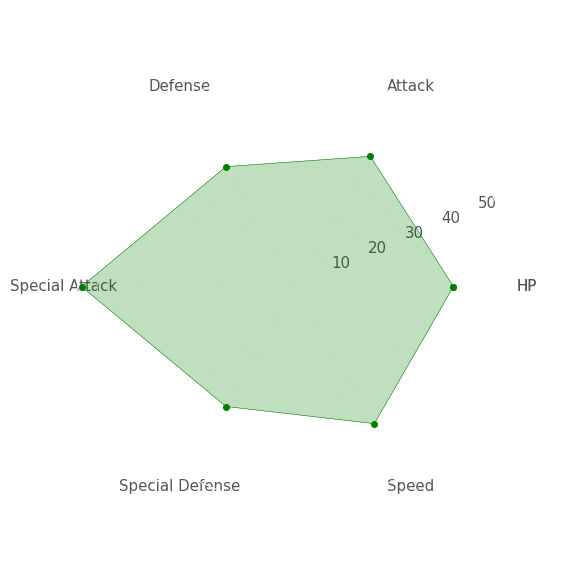 Defense
Attack
50
40
30
20
10
Special Attack
HP
Special Defense
Speed